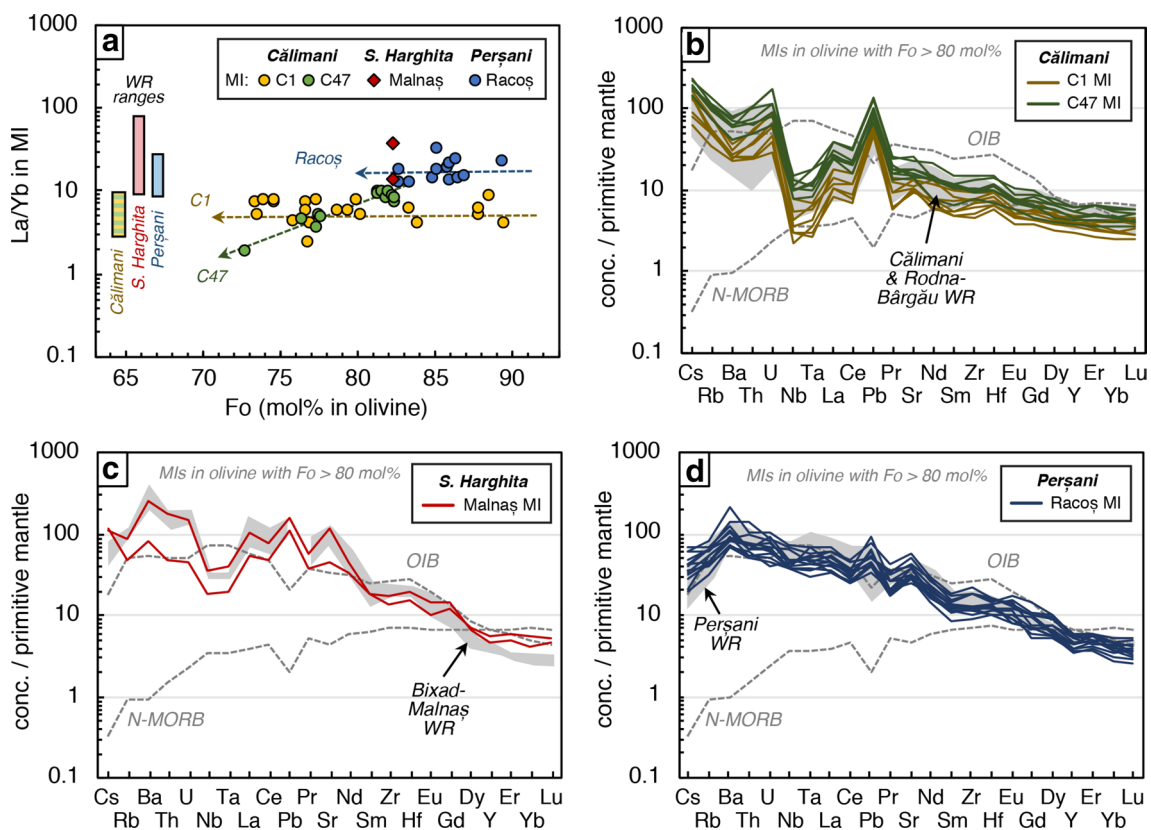 a
Călimani S. Harghita Perșani
MI: C1 C47 Malnaș Racoș
WR
ranges
Racoș
C1
C47
Călimani
S. Harghita
Perșani
La/Yb in MI
1000
100
10
1
0.1
65 70 75 80 85 90
Fo (mol% in olivine)
b
MIs in olivine with Fo > 80 mol%
Călimani
C1 MI
C47 MI
OIB
N-MORB
Călimani
& Rodna-
Bârgău WR
conc. / primitive mantle
1000
100
10
1
0.1
Cs Ba U Ta Ce Pr Nd Zr Eu Dy Er Lu
Rb Th Nb La Pb Sr Sm Hf Gd Y Yb
c
MIs in olivine with Fo > 80 mol%
S. Harghita
Malnaș MI
OIB
N-MORB
Bixad-
Malnaș
WR
conc. / primitive mantle
1000
100
10
1
0.1
Cs Ba U Ta Ce Pr Nd Zr Eu Dy Er Lu
Rb Th Nb La Pb Sr Sm Hf Gd Y Yb
d
MIs in olivine with Fo > 80 mol%
Perșani
Racoș MI
OIB
Perșani
WR
N-MORB
conc. / primitive mantle
1000
100
10
1
0.1
Cs Ba U Ta Ce Pr Nd Zr Eu Dy Er Lu
Rb Th Nb La Pb Sr Sm Hf Gd Y Yb